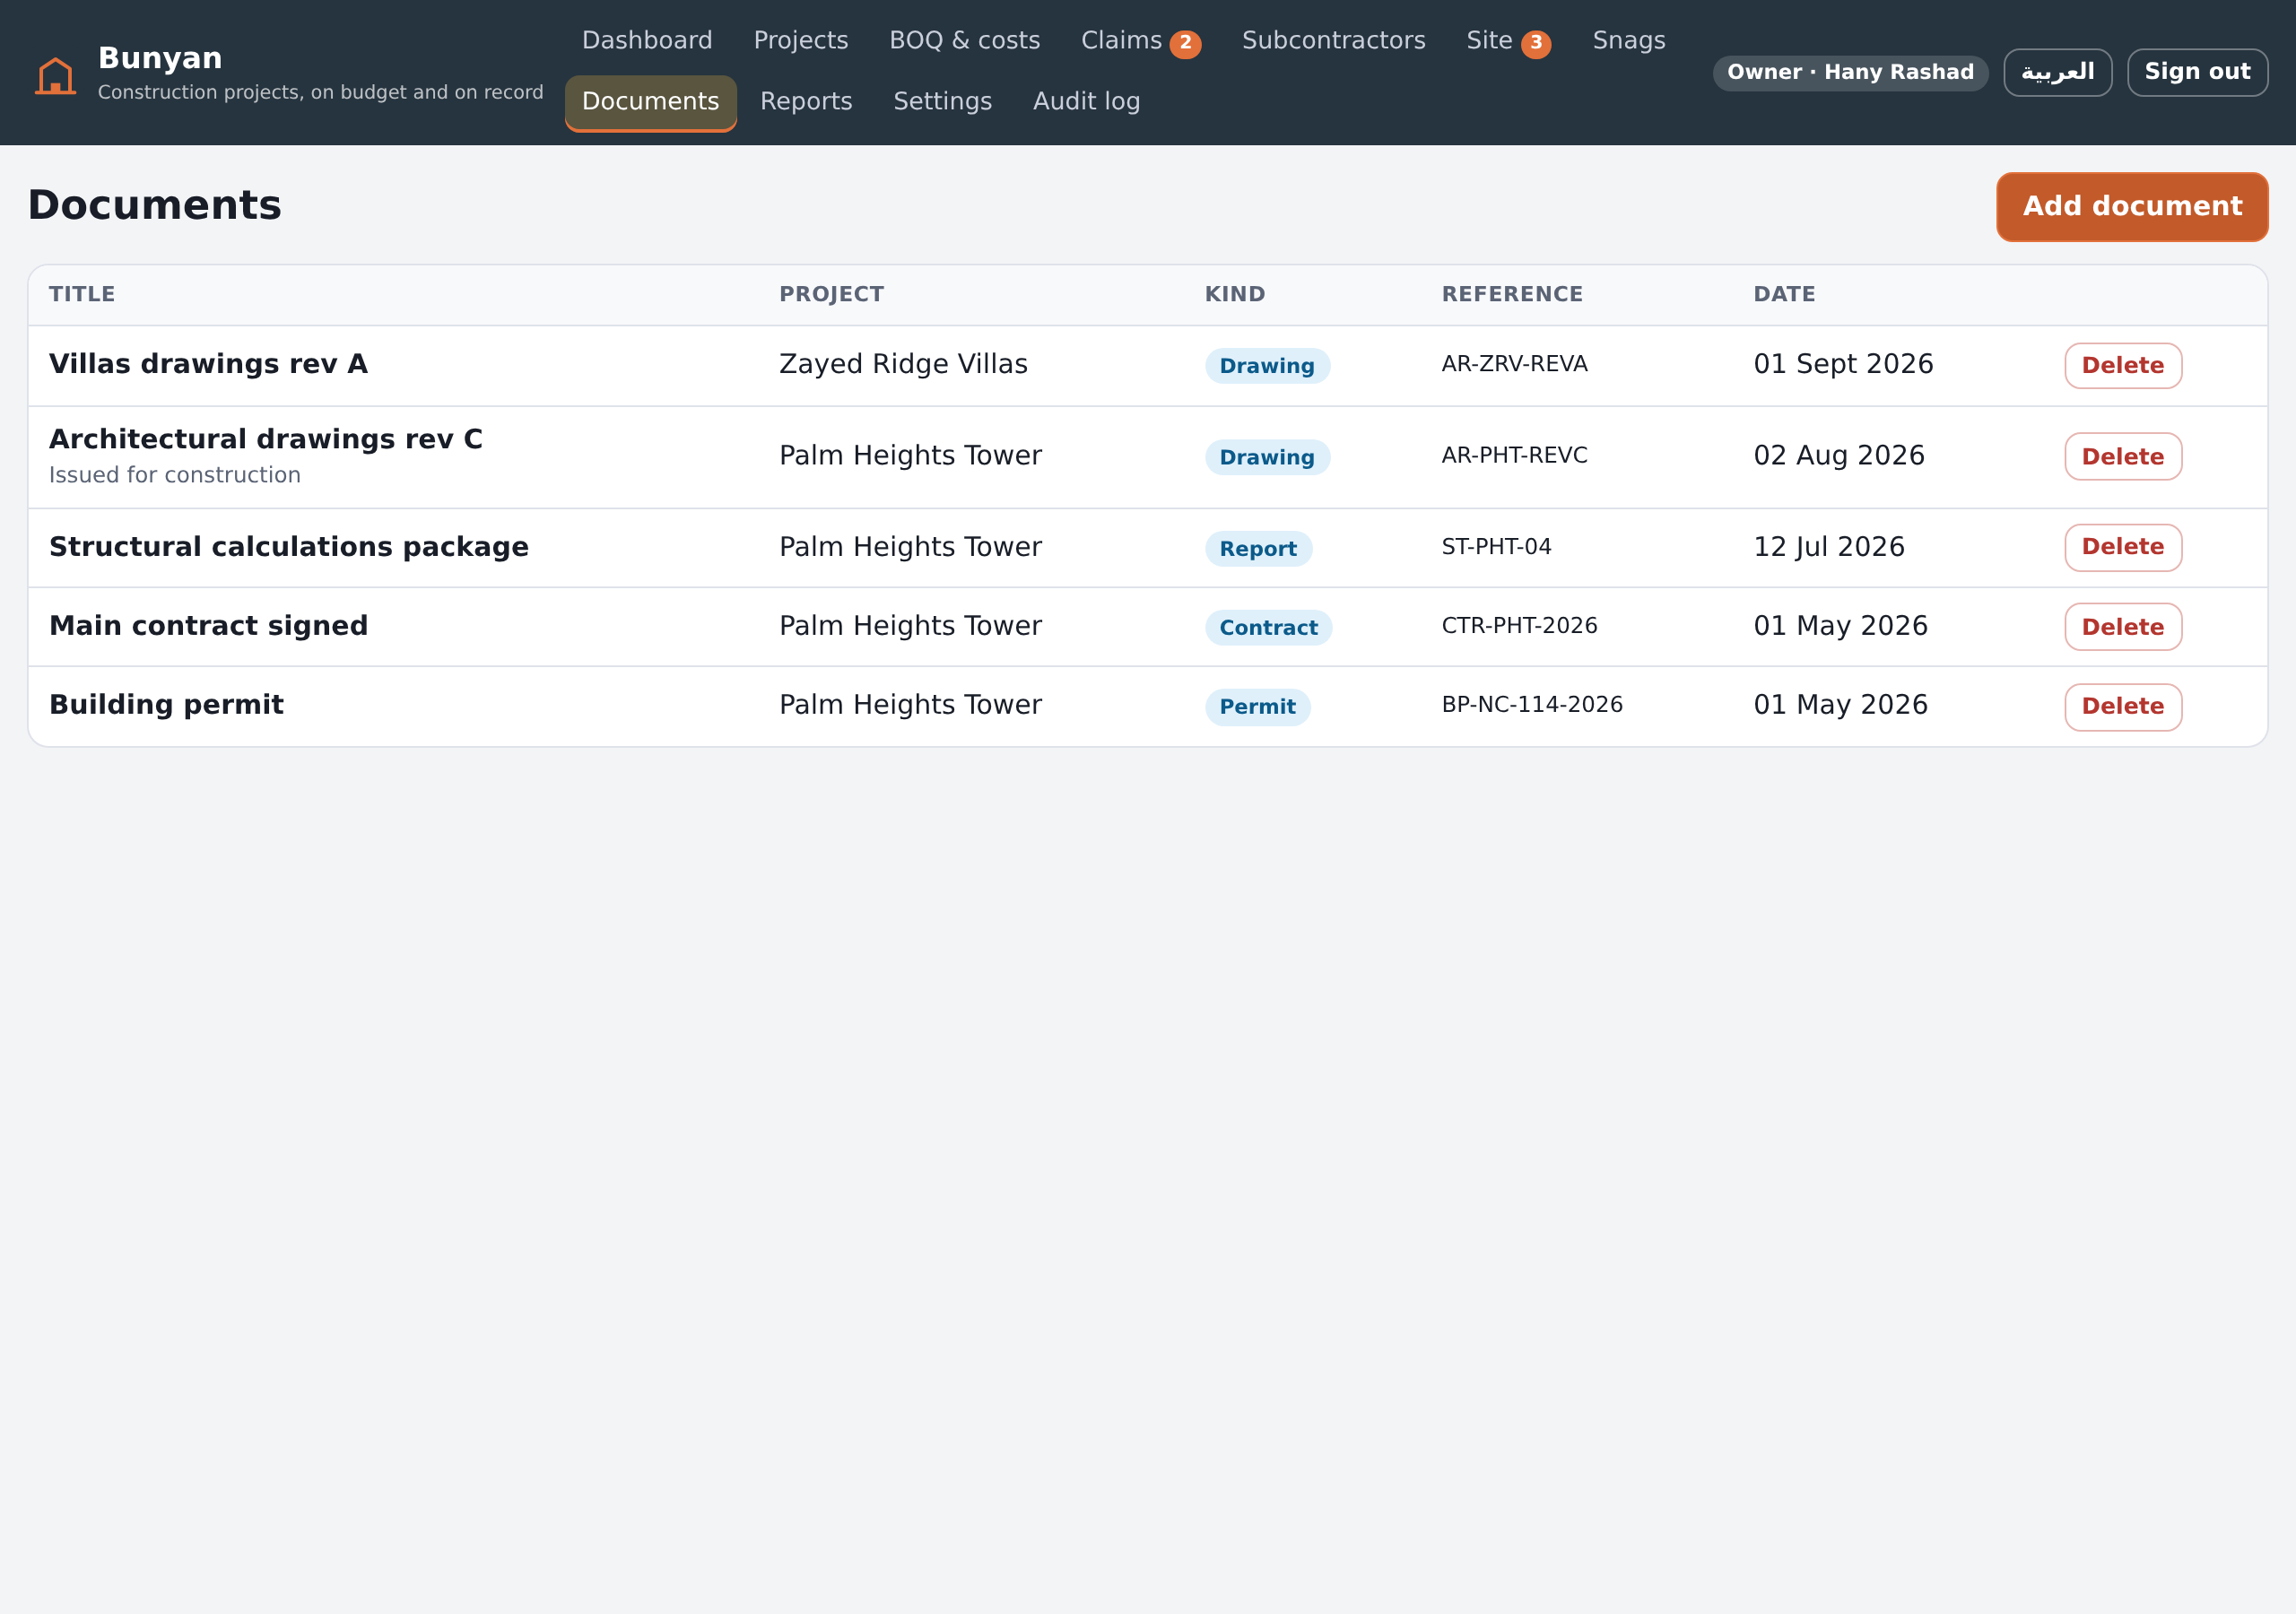 Bunyan
Construction projects, on budget and on record
Dashboard Projects BOQ & costs Claims 2 Subcontractors Site 3 Snags
Documents Reports Settings Audit log
Owner · Hany Rashad العربية Sign out
Documents
Add document
TITLE PROJECT KIND REFERENCE DATE
Villas drawings rev A Zayed Ridge Villas Drawing AR-ZRV-REVA 01 Sept 2026 Delete
Architectural drawings rev C Palm Heights Tower Drawing AR-PHT-REVC 02 Aug 2026 Delete
Issued for construction
Structural calculations package Palm Heights Tower Report ST-PHT-04 12 Jul 2026 Delete
Main contract signed Palm Heights Tower Contract CTR-PHT-2026 01 May 2026 Delete
Building permit Palm Heights Tower Permit BP-NC-114-2026 01 May 2026 Delete